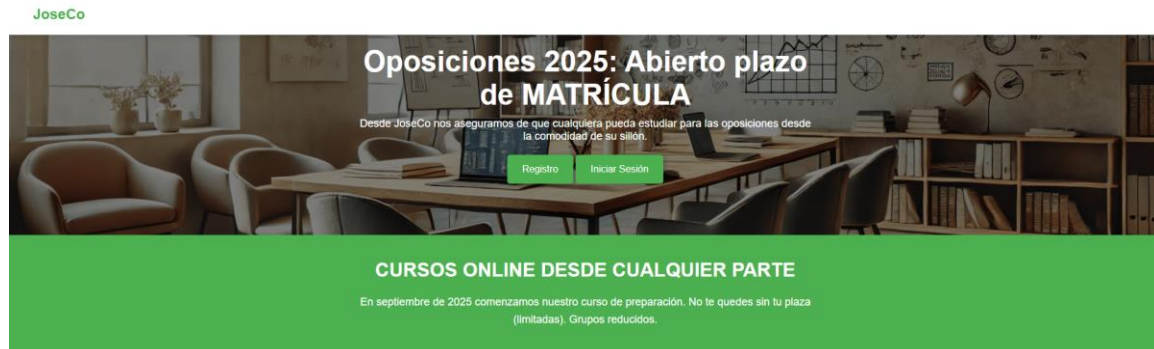 JoseCo
Oposiciones 2025: Abierto plazo
de MATRÍCULA
Desde JoseCo nos aseguramos de que cualquiera pueda estudiar para las oposiciones desde
la comodidad de su sillón.
Registro
Iniciar Sesión
CURSOS ONLINE DESDE CUALQUIER PARTE
En septiembre de 2025 comenzamos nuestro curso de preparación. No te quedes sin tu plaza
(limitadas). Grupos reducidos.